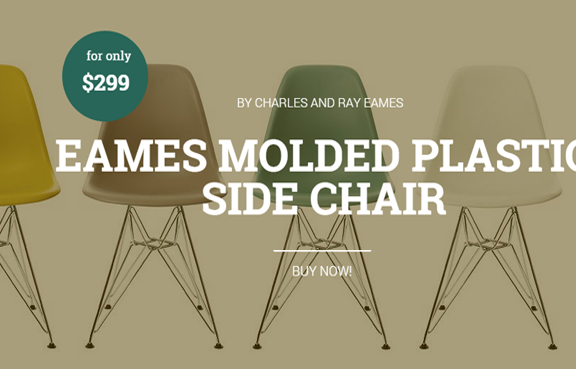 for only
$299
BY CHARLES AND RAY EAMES
EAMES MOLDED PLASTIC
SIDE CHAIR
BUY NOW!